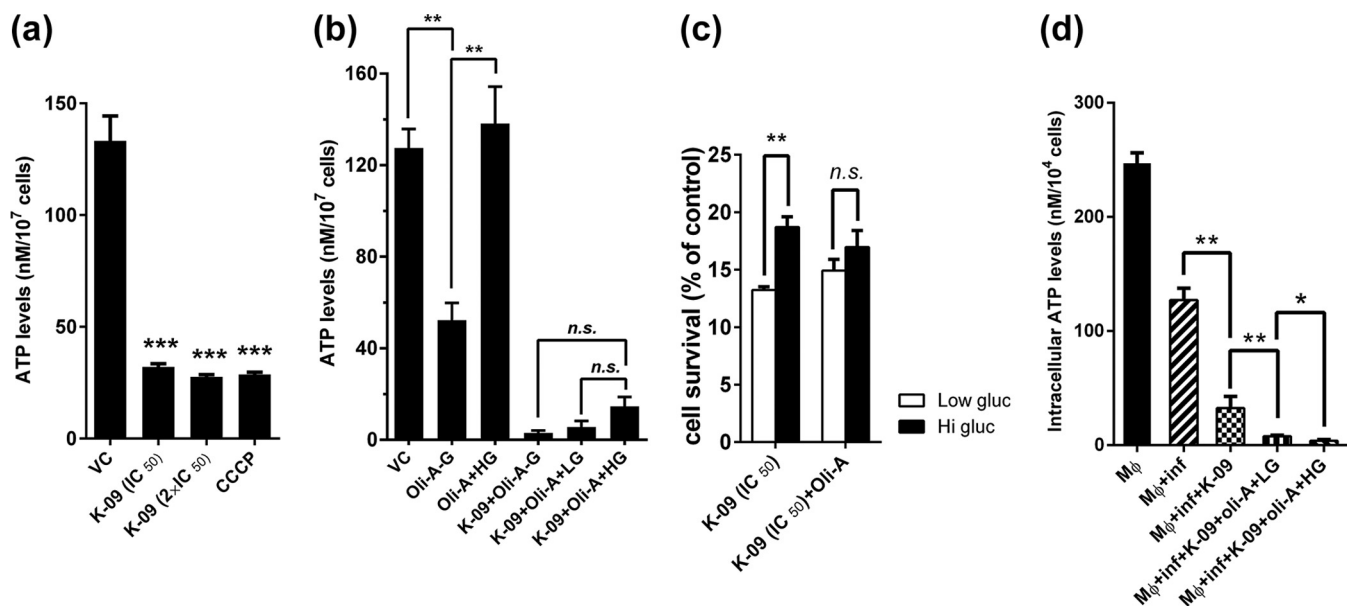 (a)
ATP levels (nM/10⁷ cells)
150
100
50
0
***
***
***
VC
K-09 (IC 50)
K-09 (2×IC 50)
CCCP
(b)
ATP levels (nM/10⁷ cells)
160
120
80
40
0
**
**
n.s.
n.s.
VC
Oli-A-G
Oli-A+HG
K-09+Oli-A-G
K-09+Oli-A+LG
K-09+Oli-A+HG
(c)
cell survival (% of control)
25
20
15
10
5
0
**
n.s.
K-09 (IC 50)
K-09 (IC 50)+Oli-A
Low gluc
Hi gluc
(d)
Intracellular ATP levels (nM/10⁴ cells)
300
200
100
0
**
**
*
Mϕ
Mϕ+inf
Mϕ+inf+K-09
Mϕ+inf+K-09+oli-A+LG
Mϕ+inf+K-09+oli-A+HG